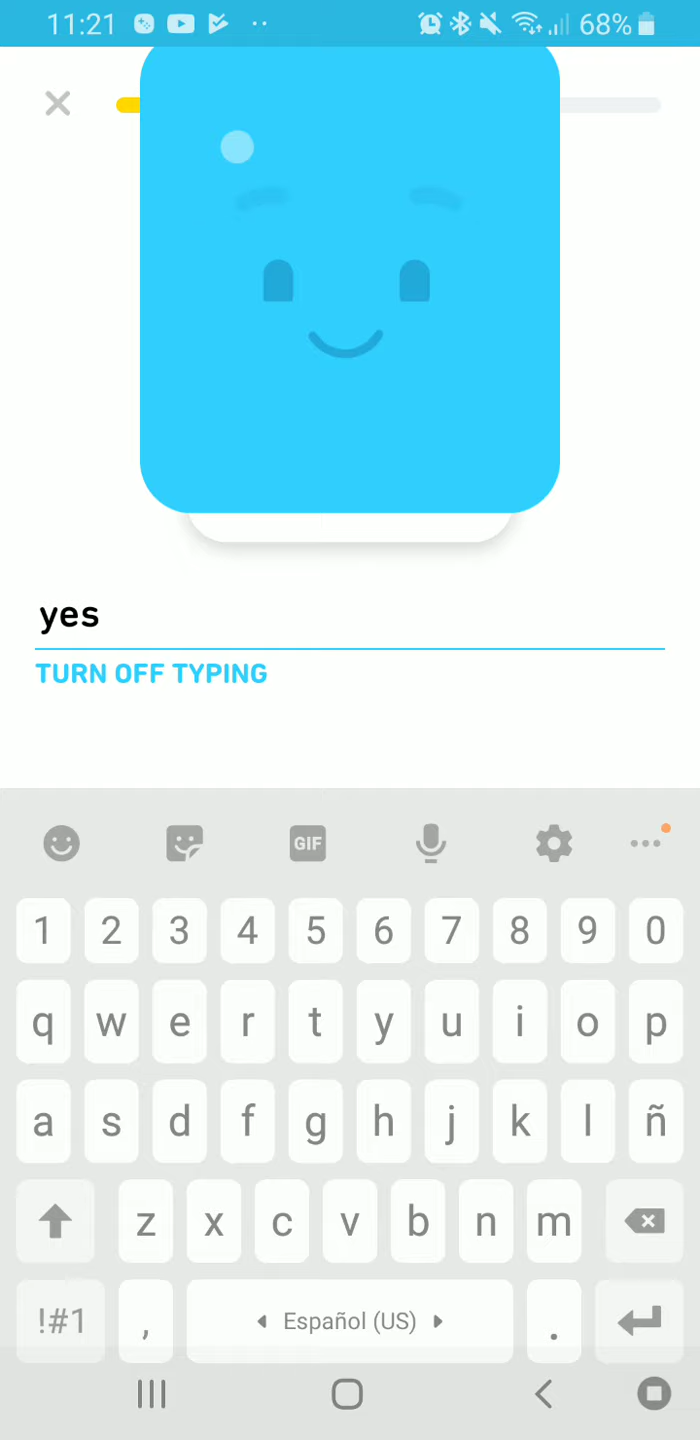 11:21 68%
yes
TURN OFF TYPING
GIF
1 2 3 4 5 6 7 8 9 0
q w e r t y u i o p
a s d f g h j k l ñ
z x c v b n m
!#1 , Español (US) .